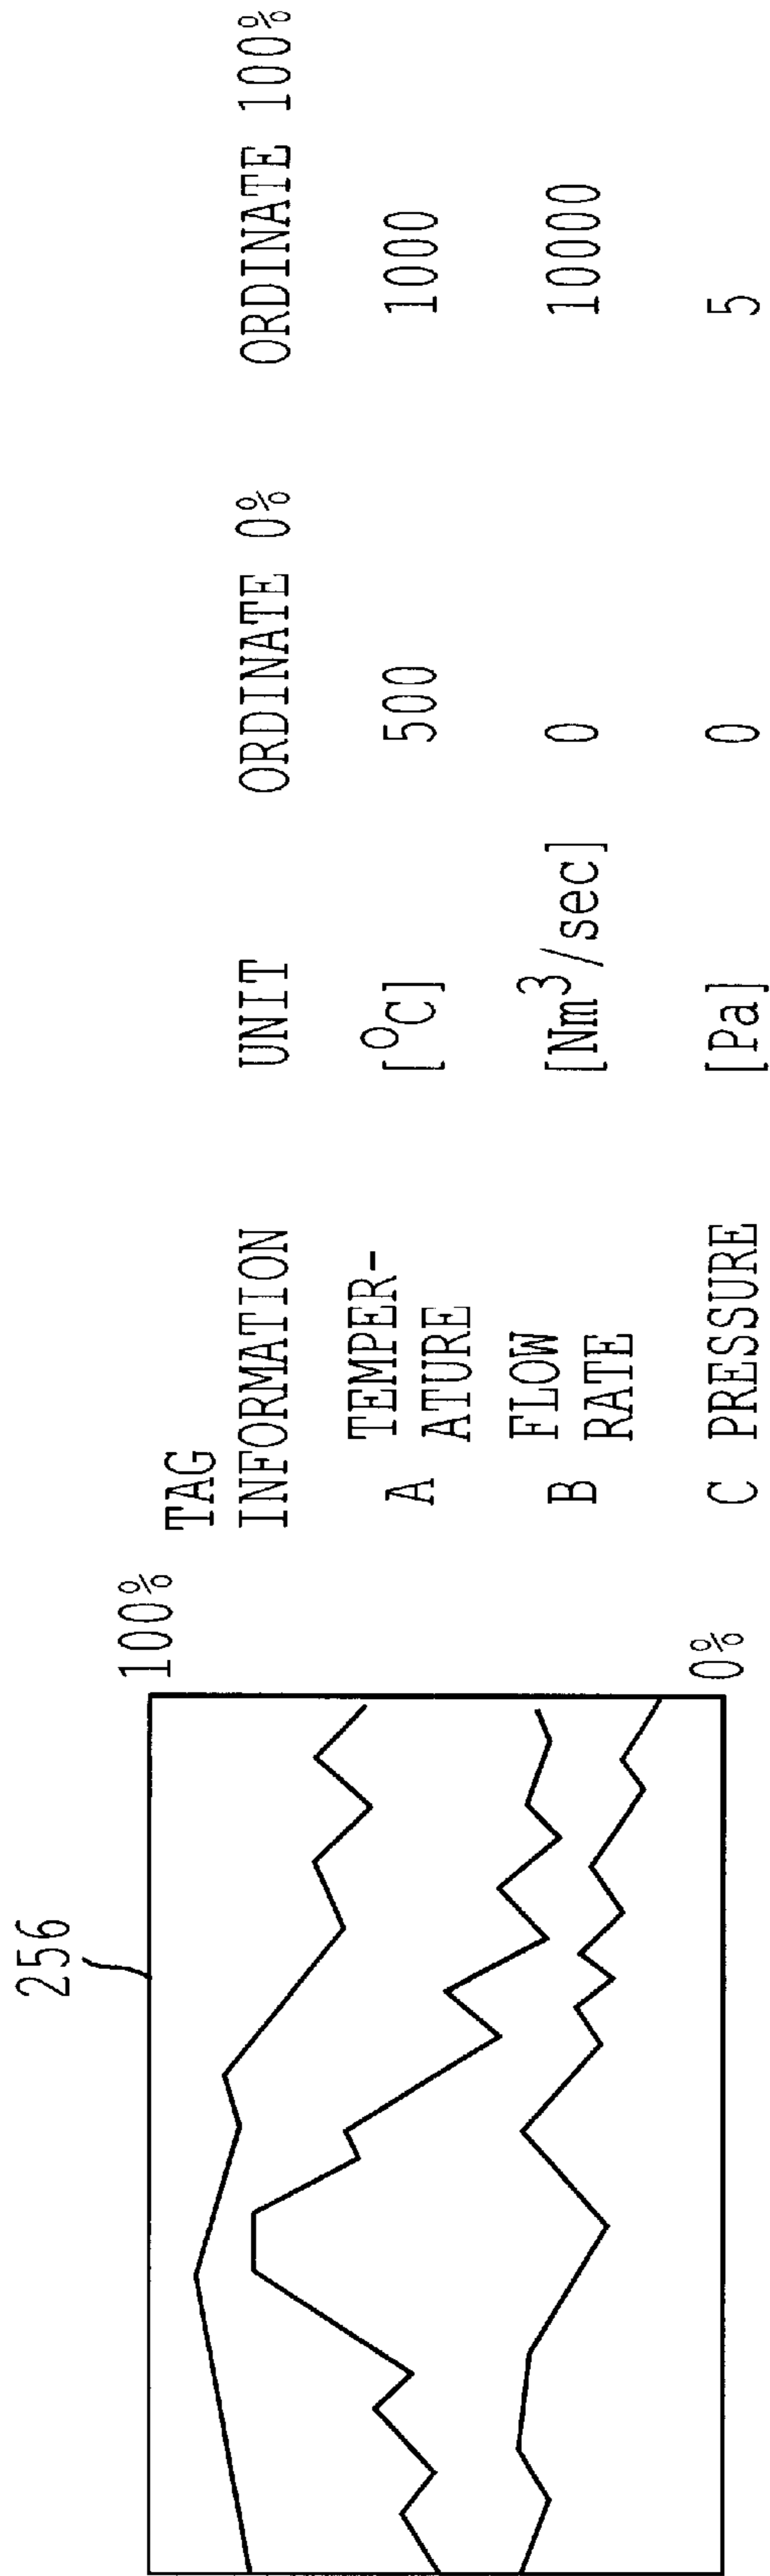 256
100%
0%
TAG
INFORMATION UNIT ORDINATE 0% ORDINATE 100%
A TEMPER-
ATURE [°C] 500 1000
B FLOW
RATE [Nm³/sec] 0 10000
C PRESSURE [Pa] 0 5